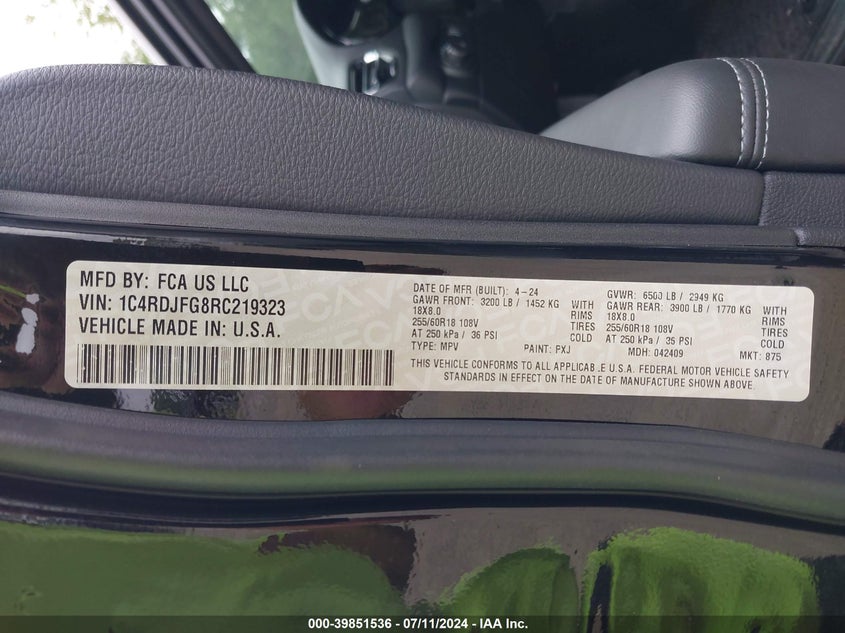 MFD BY: FCA US LLC
VIN: 1C4RDJFG8RC219323
VEHICLE MADE IN: U.S.A.
DATE OF MFR (BUILT): 4-24 GVWR: 6500 LB / 2949 KG
GAWR FRONT: 3200 LB / 1452 KG WITH GAWR REAR: 3900 LB / 1770 KG WITH
18X8.0 RIMS 18X8.0 RIMS
255/60R18 108V TIRES 255/60R18 108V TIRES
AT 250 kPa / 36 PSI COLD AT 250 kPa / 36 PSI COLD
TYPE: MPV PAINT: PXJ MDH: 042409 MKT: 875
THIS VEHICLE CONFORMS TO ALL APPLICAB.E U.S.A. FEDERAL MOTOR VEHICLE SAFETY
STANDARDS IN EFFECT ON THE DATE OF MANUFACTURE SHOWN ABOVE.
000-39851536 - 07/11/2024 - IAA Inc.